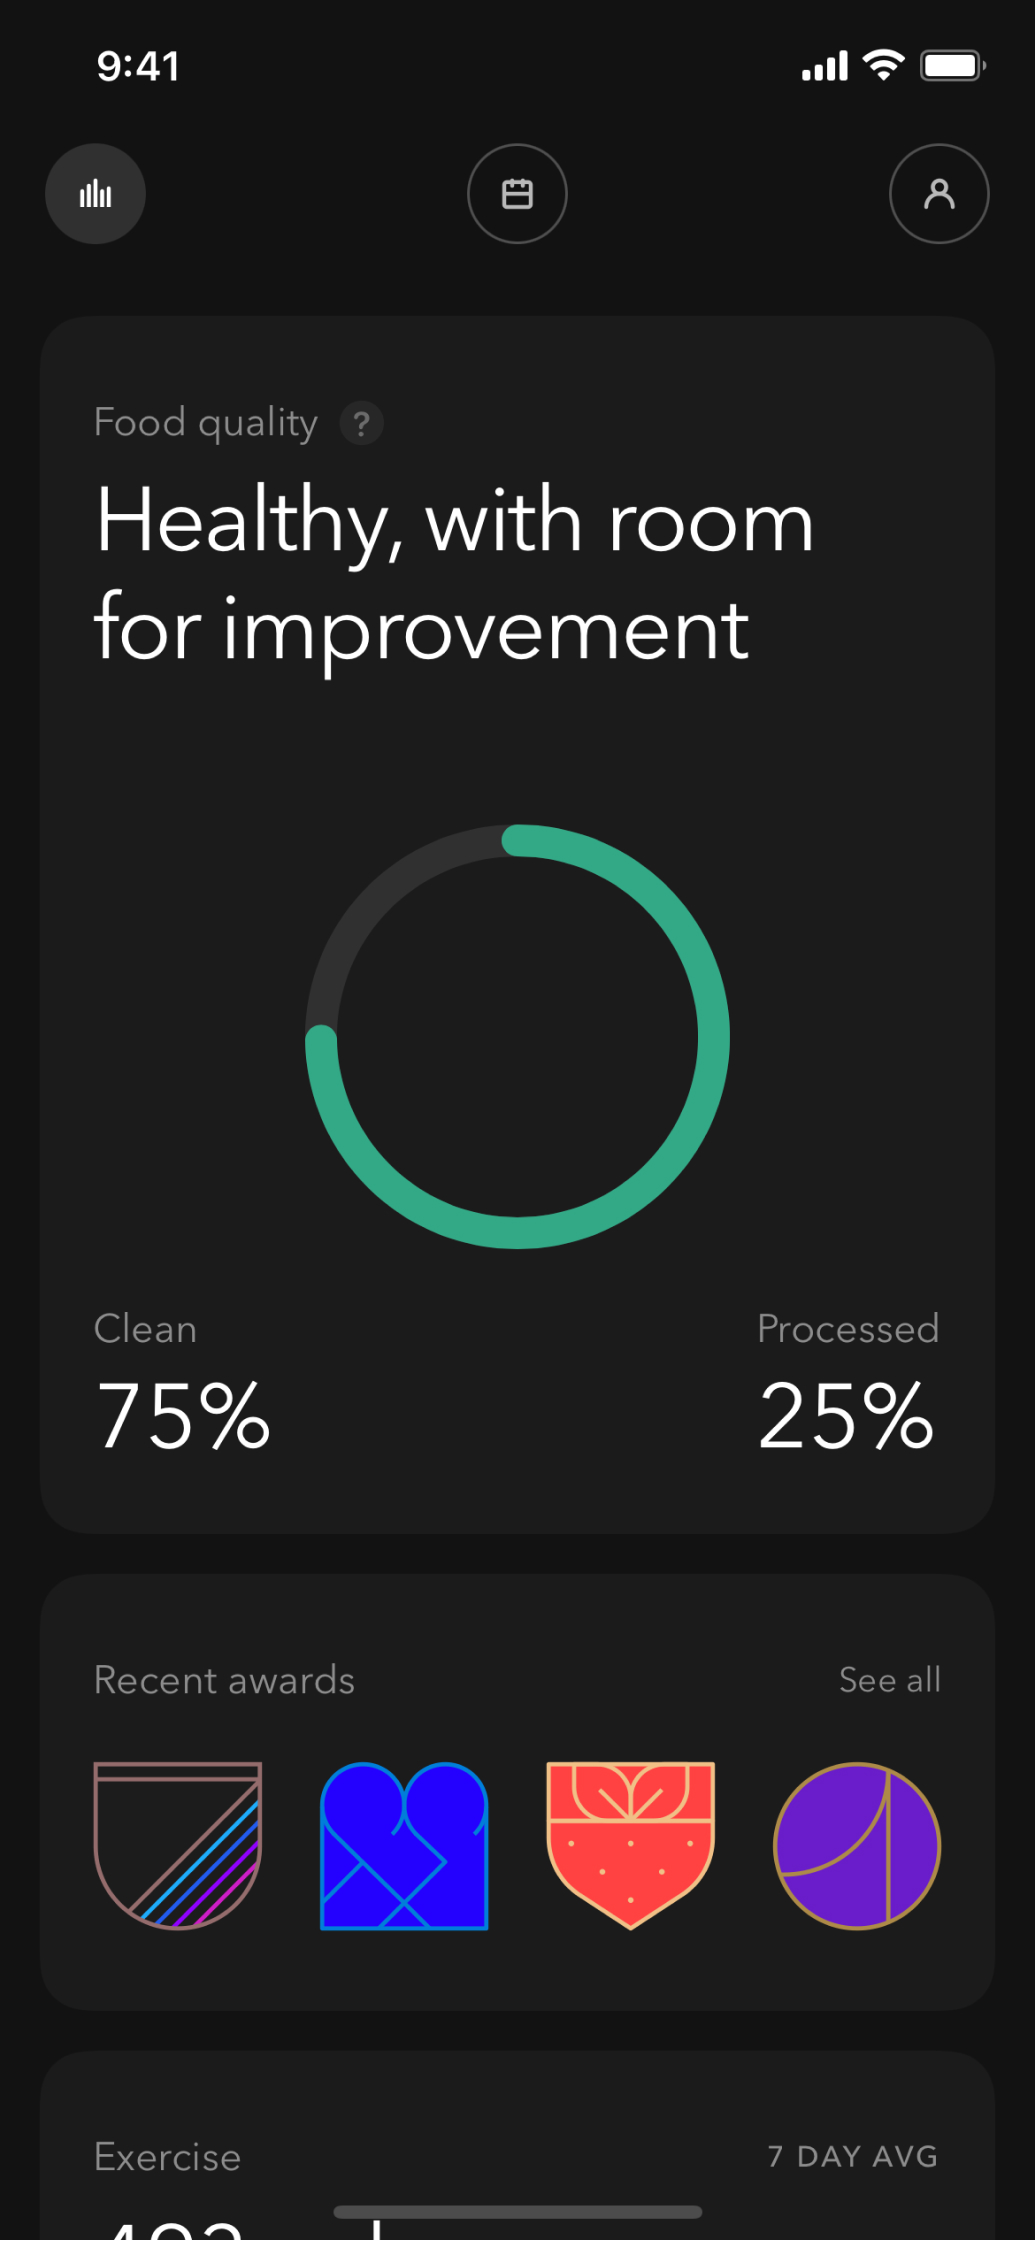 9:41
Food quality ?
Healthy, with room
for improvement
Clean
Processed
75%
25%
Recent awards
See all
Exercise
7 DAY AVG